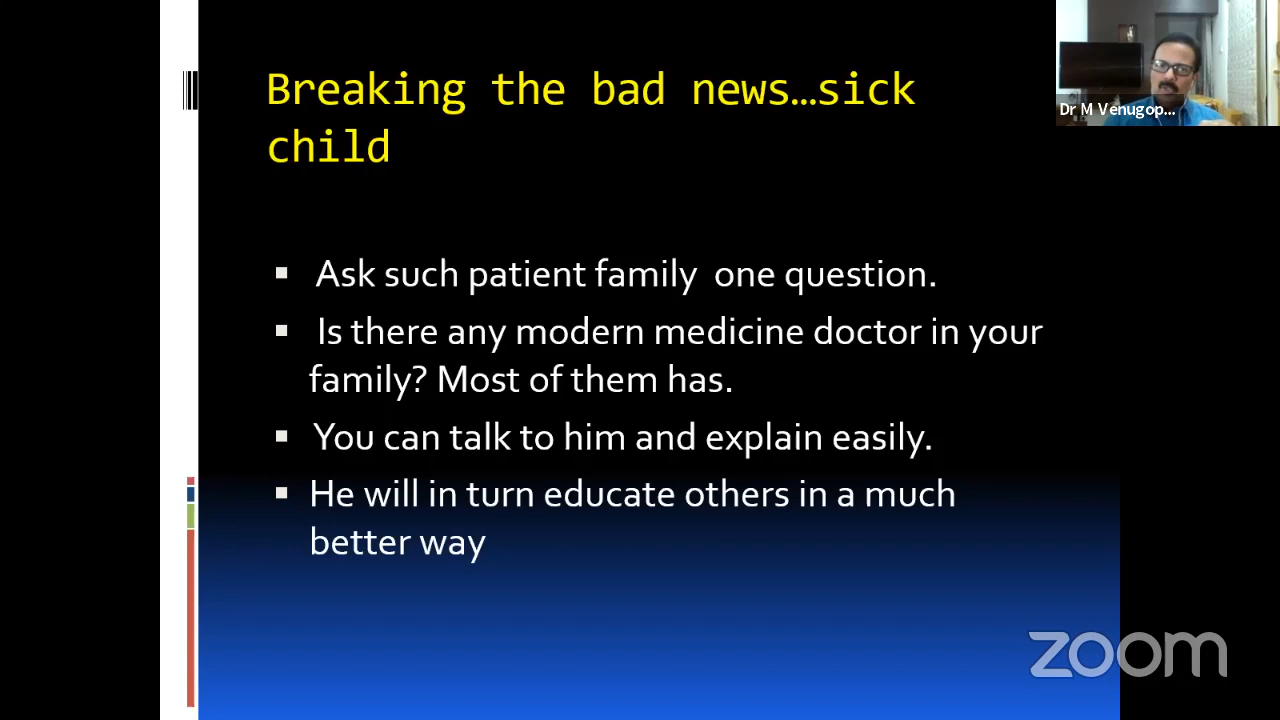 Breaking the bad news…sick
child
Dr M Venugop...
Ask such patient family one question.
Is there any modern medicine doctor in your
family? Most of them has.
You can talk to him and explain easily.
He will in turn educate others in a much
better way
zoom